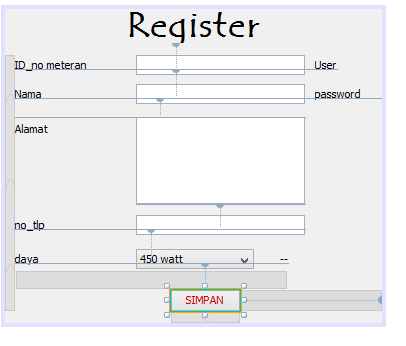 Register
ID_no meteran User
Nama password
Alamat
no_tlp
daya 450 watt --
SIMPAN